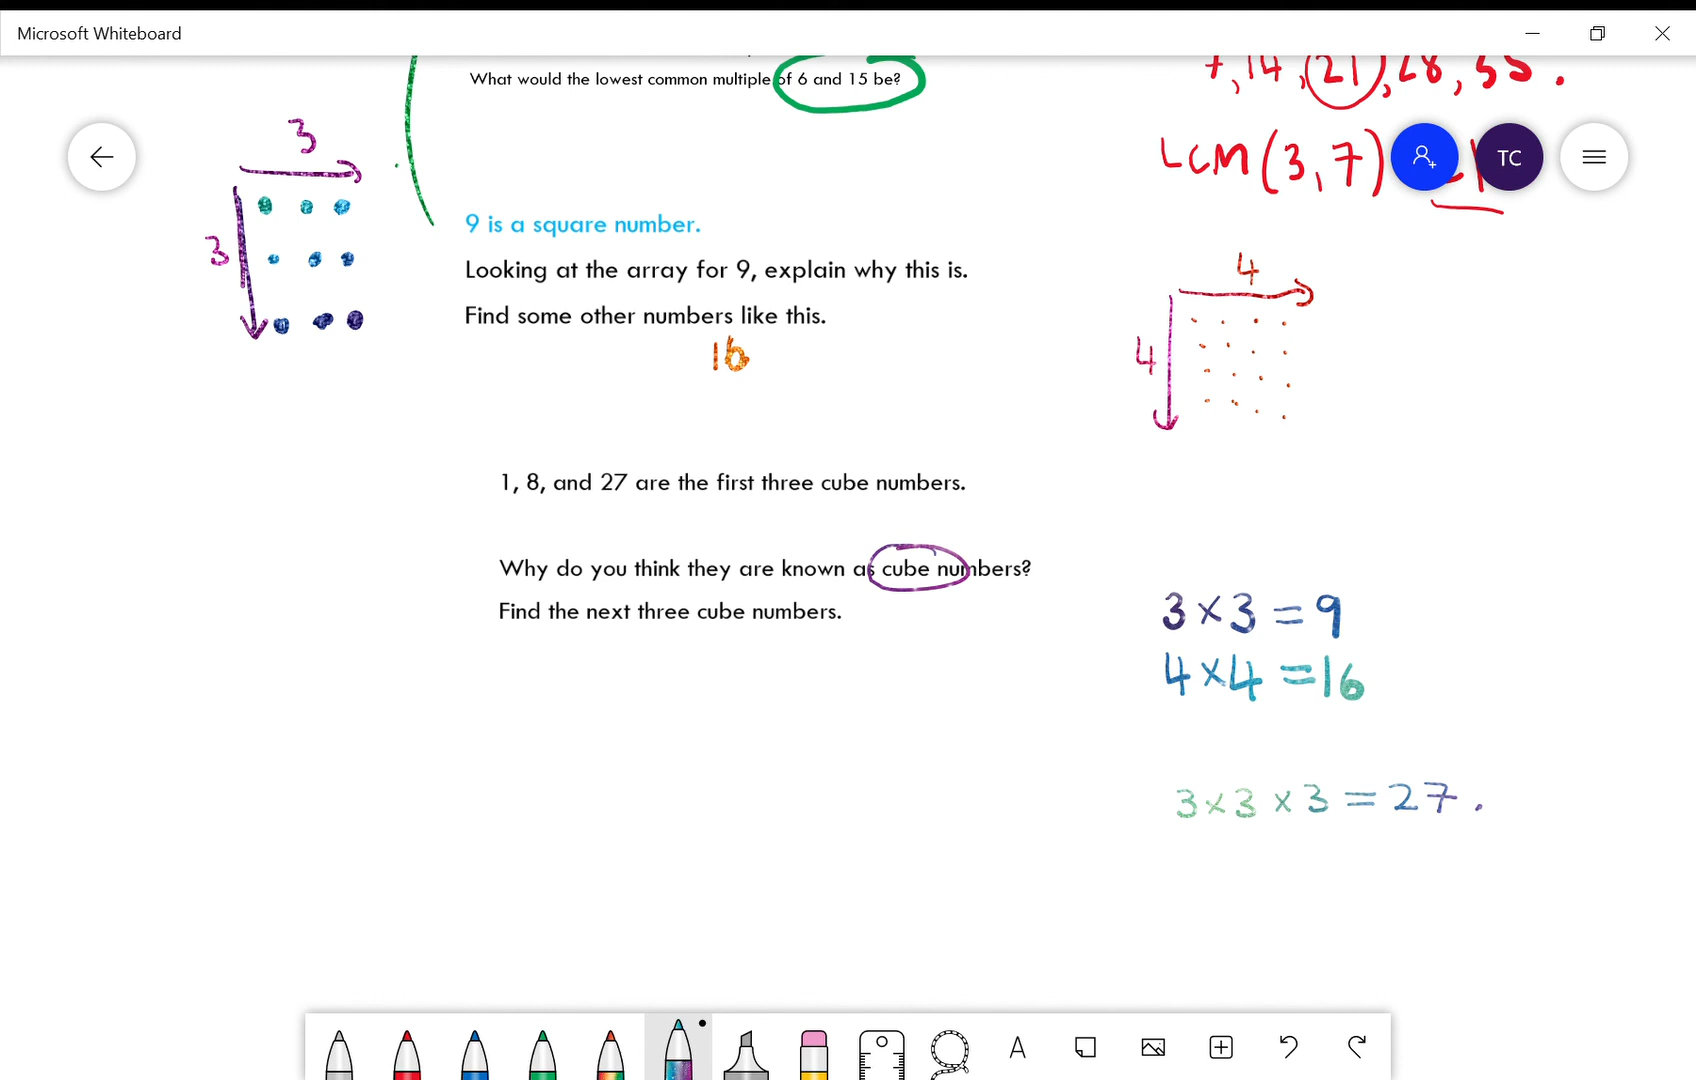 Microsoft Whiteboard
What would the lowest common multiple of 6 and 15 be?
14, 21, 28, 35.
LCM (3, 7)
TC
3
3
9 is a square number.
Looking at the array for 9, explain why this is.
Find some other numbers like this.
16
4
4
1, 8, and 27 are the first three cube numbers.
Why do you think they are known as cube numbers?
Find the next three cube numbers.
3 × 3 = 9
4 × 4 = 16
3 × 3 × 3 = 27.
A